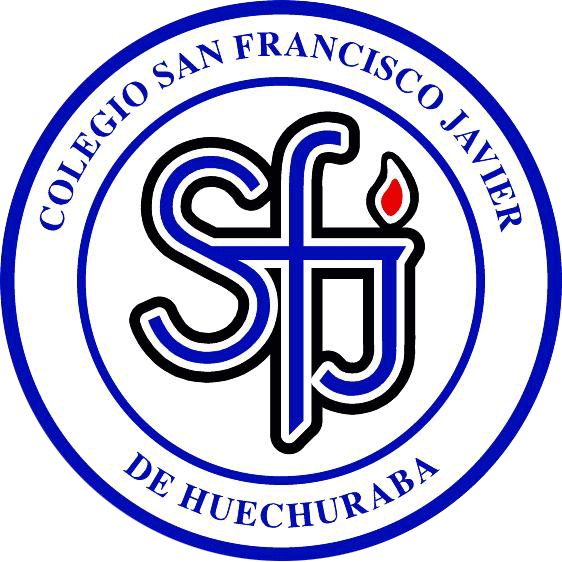 COLEGIO SAN FRANCISCO JAVIER
sfj
DE HUECHURABA